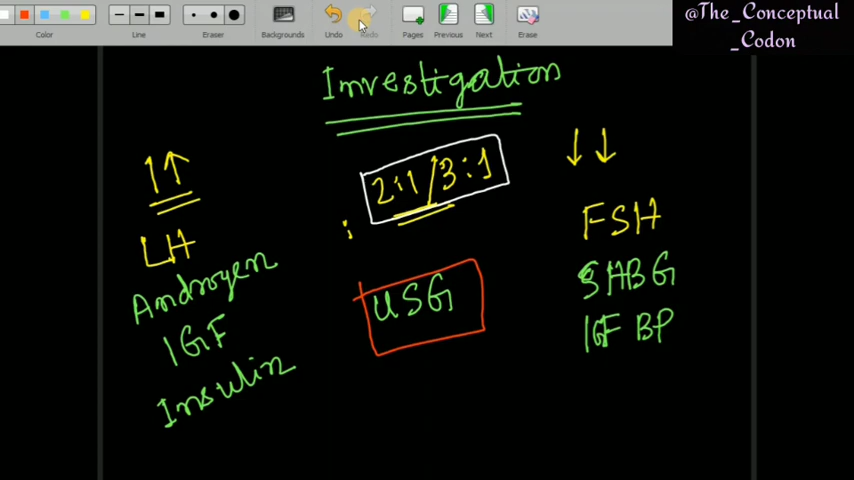 @The_Conceptual
_Codon
Color
Line
Eraser
Backgrounds
Undo
Redo
Pages
Previous
Next
Erase
Investigation
↑↑
2:1/3:1
↓↓
LH
:
FSH
Androgen
USG
SHBG
IGF
IGF BP
Insulin